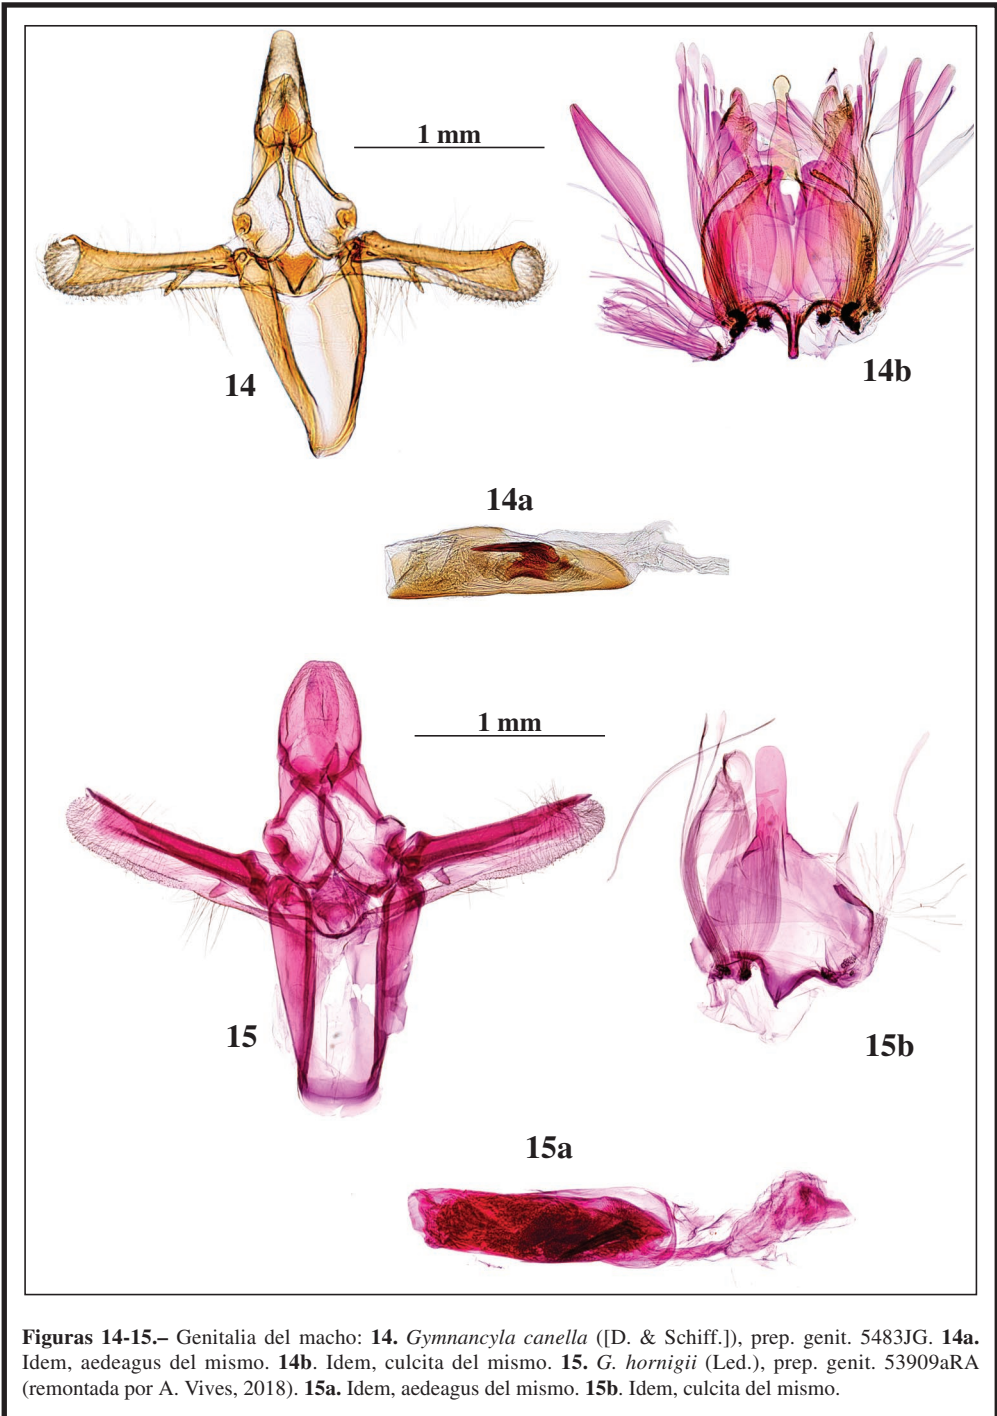 1 mm
14
14b
14a
1 mm
15
15b
15a
Figuras 14-15.– Genitalia del macho: 14. Gymnancyla canella ([D. & Schiff.]), prep. genit. 5483JG. 14a.
Idem, aedeagus del mismo. 14b. Idem, culcita del mismo. 15. G. hornigii (Led.), prep. genit. 53909aRA
(remontada por A. Vives, 2018). 15a. Idem, aedeagus del mismo. 15b. Idem, culcita del mismo.